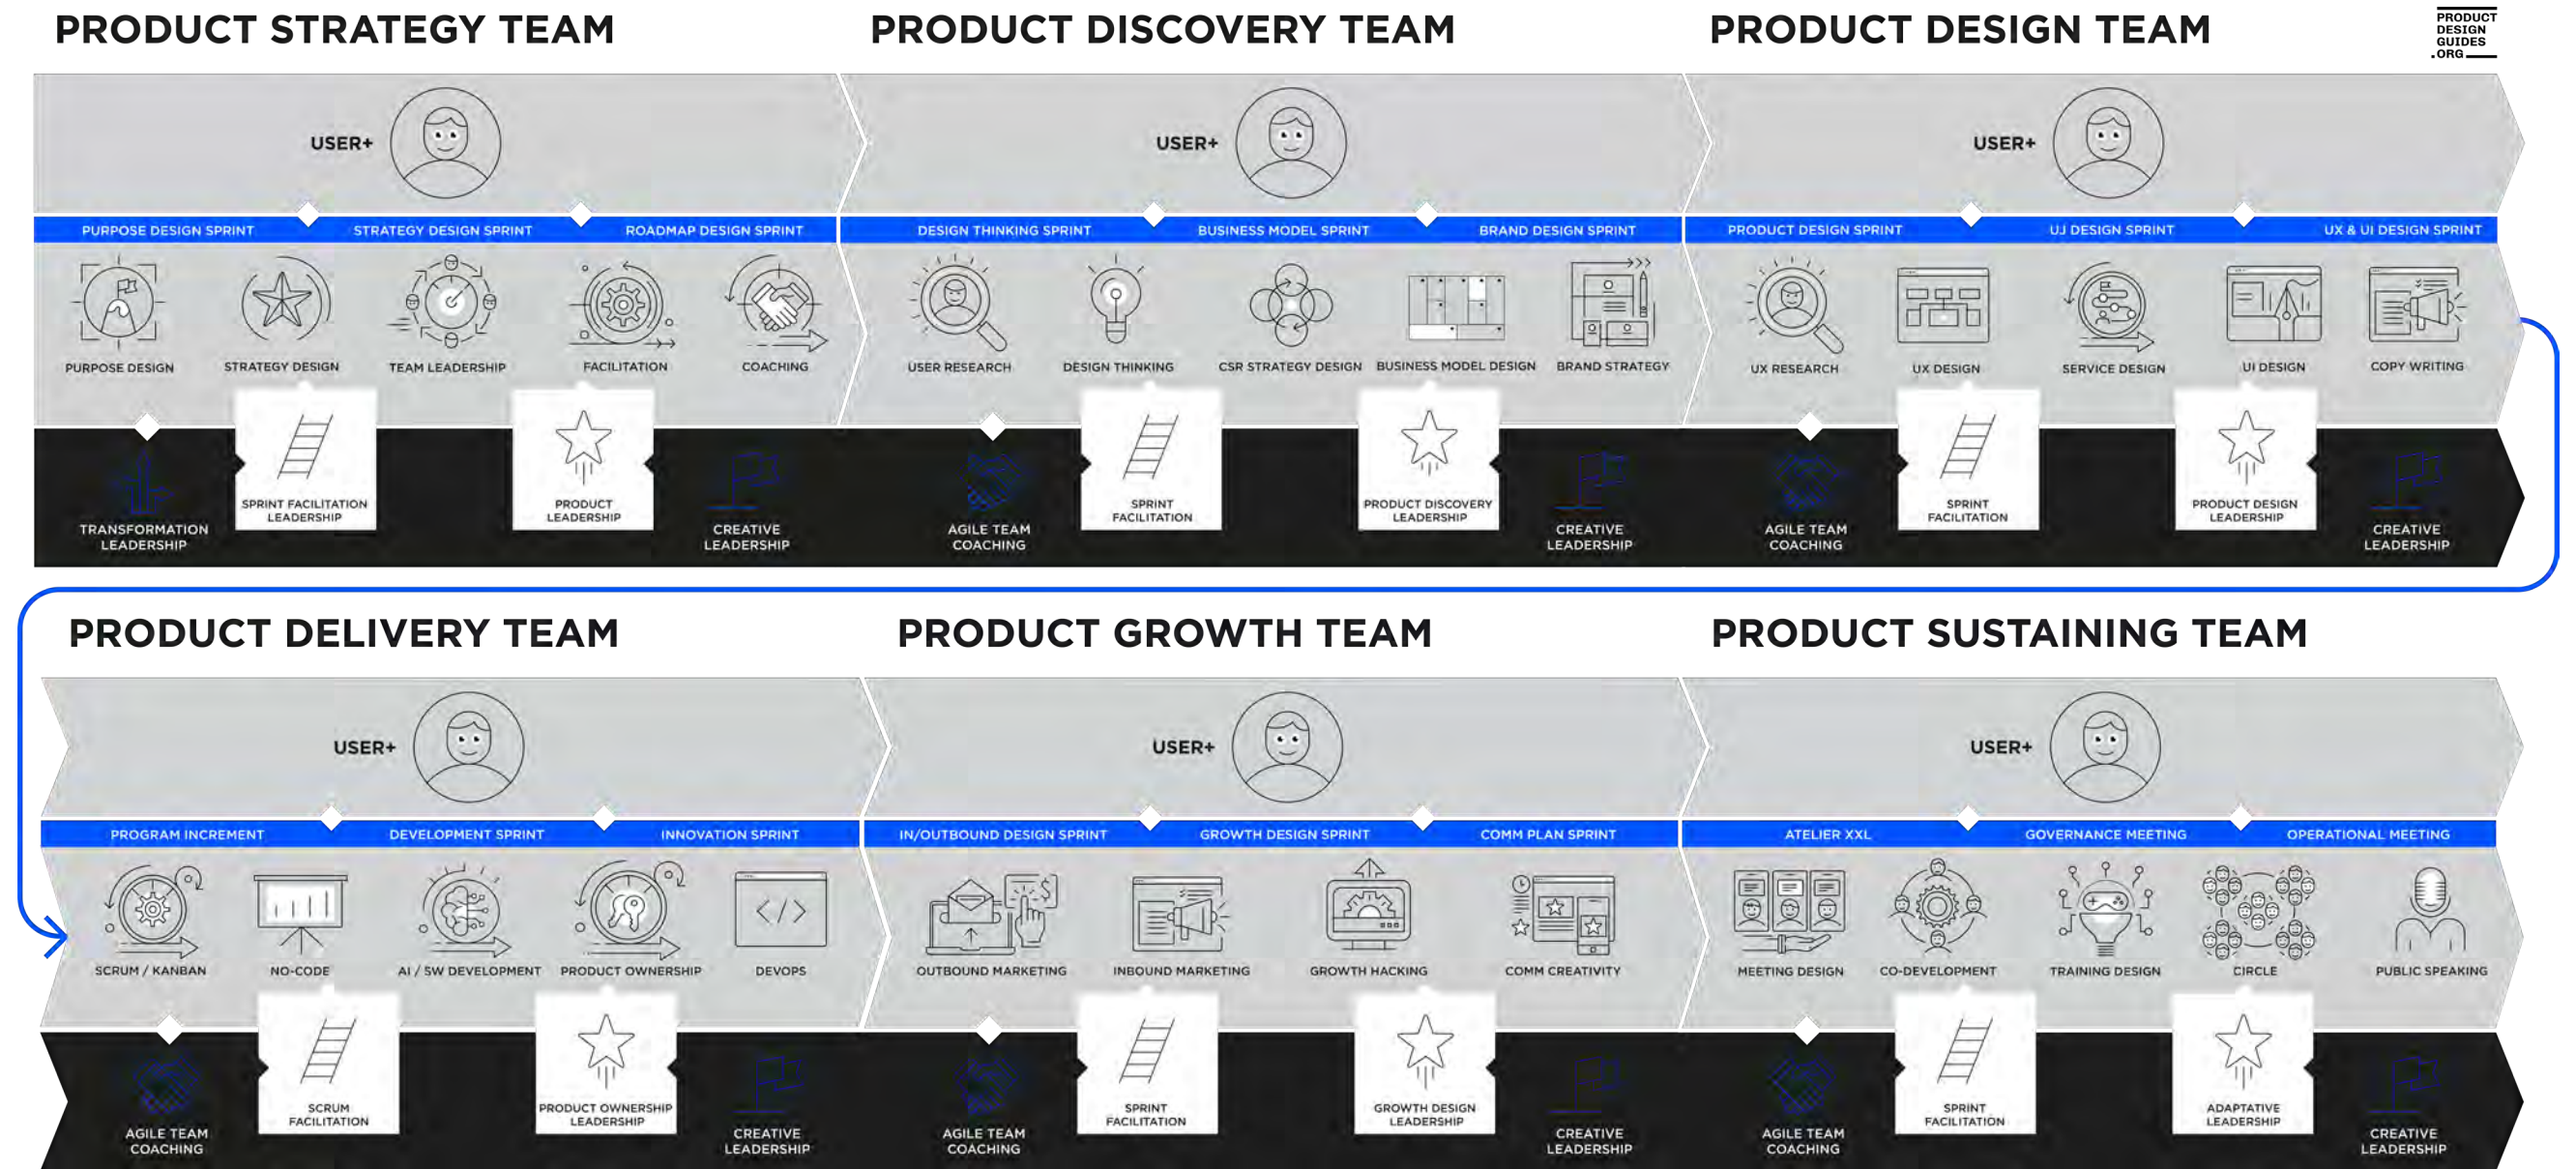 PRODUCT STRATEGY TEAM
PRODUCT DISCOVERY TEAM
PRODUCT DESIGN TEAM
PRODUCT
DESIGN
GUIDES
.ORG
USER+
USER+
USER+
PURPOSE DESIGN SPRINT
STRATEGY DESIGN SPRINT
ROADMAP DESIGN SPRINT
DESIGN THINKING SPRINT
BUSINESS MODEL SPRINT
BRAND DESIGN SPRINT
PRODUCT DESIGN SPRINT
UJ DESIGN SPRINT
UX & UI DESIGN SPRINT
PURPOSE DESIGN
STRATEGY DESIGN
TEAM LEADERSHIP
FACILITATION
COACHING
USER RESEARCH
DESIGN THINKING
CSR STRATEGY DESIGN
BUSINESS MODEL DESIGN
BRAND STRATEGY
UX RESEARCH
UX DESIGN
SERVICE DESIGN
UI DESIGN
COPY WRITING
TRANSFORMATION
LEADERSHIP
SPRINT FACILITATION
LEADERSHIP
PRODUCT
LEADERSHIP
CREATIVE
LEADERSHIP
AGILE TEAM
COACHING
SPRINT
FACILITATION
PRODUCT DISCOVERY
LEADERSHIP
CREATIVE
LEADERSHIP
AGILE TEAM
COACHING
SPRINT
FACILITATION
PRODUCT DESIGN
LEADERSHIP
CREATIVE
LEADERSHIP
PRODUCT DELIVERY TEAM
PRODUCT GROWTH TEAM
PRODUCT SUSTAINING TEAM
USER+
USER+
USER+
PROGRAM INCREMENT
DEVELOPMENT SPRINT
INNOVATION SPRINT
IN/OUTBOUND DESIGN SPRINT
GROWTH DESIGN SPRINT
COMM PLAN SPRINT
ATELIER XXL
GOVERNANCE MEETING
OPERATIONAL MEETING
SCRUM / KANBAN
NO-CODE
AI / SW DEVELOPMENT
PRODUCT OWNERSHIP
</>
DEVOPS
$
OUTBOUND MARKETING
INBOUND MARKETING
GROWTH HACKING
COMM CREATIVITY
MEETING DESIGN
CO-DEVELOPMENT
TRAINING DESIGN
CIRCLE
PUBLIC SPEAKING
AGILE TEAM
COACHING
SCRUM
FACILITATION
PRODUCT OWNERSHIP
LEADERSHIP
CREATIVE
LEADERSHIP
AGILE TEAM
COACHING
SPRINT
FACILITATION
GROWTH DESIGN
LEADERSHIP
CREATIVE
LEADERSHIP
AGILE TEAM
COACHING
SPRINT
FACILITATION
ADAPTATIVE
LEADERSHIP
CREATIVE
LEADERSHIP